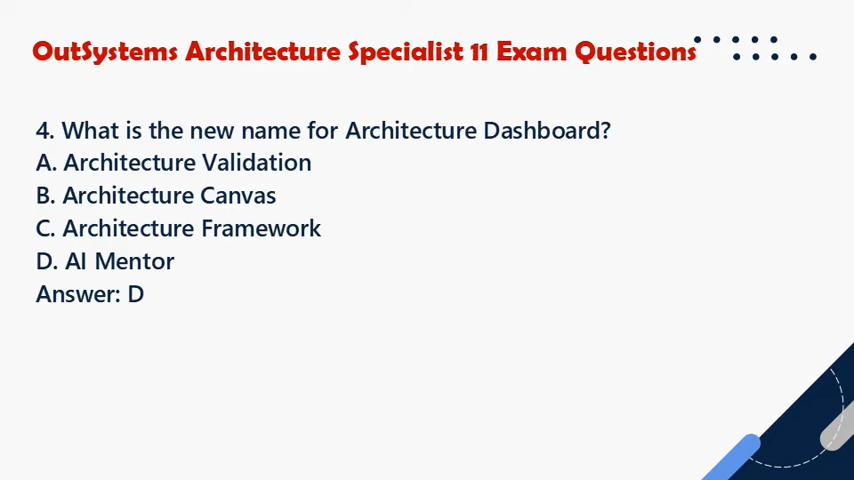 OutSystems Architecture Specialist 11 Exam Questions
4. What is the new name for Architecture Dashboard?
A. Architecture Validation
B. Architecture Canvas
C. Architecture Framework
D. AI Mentor
Answer: D